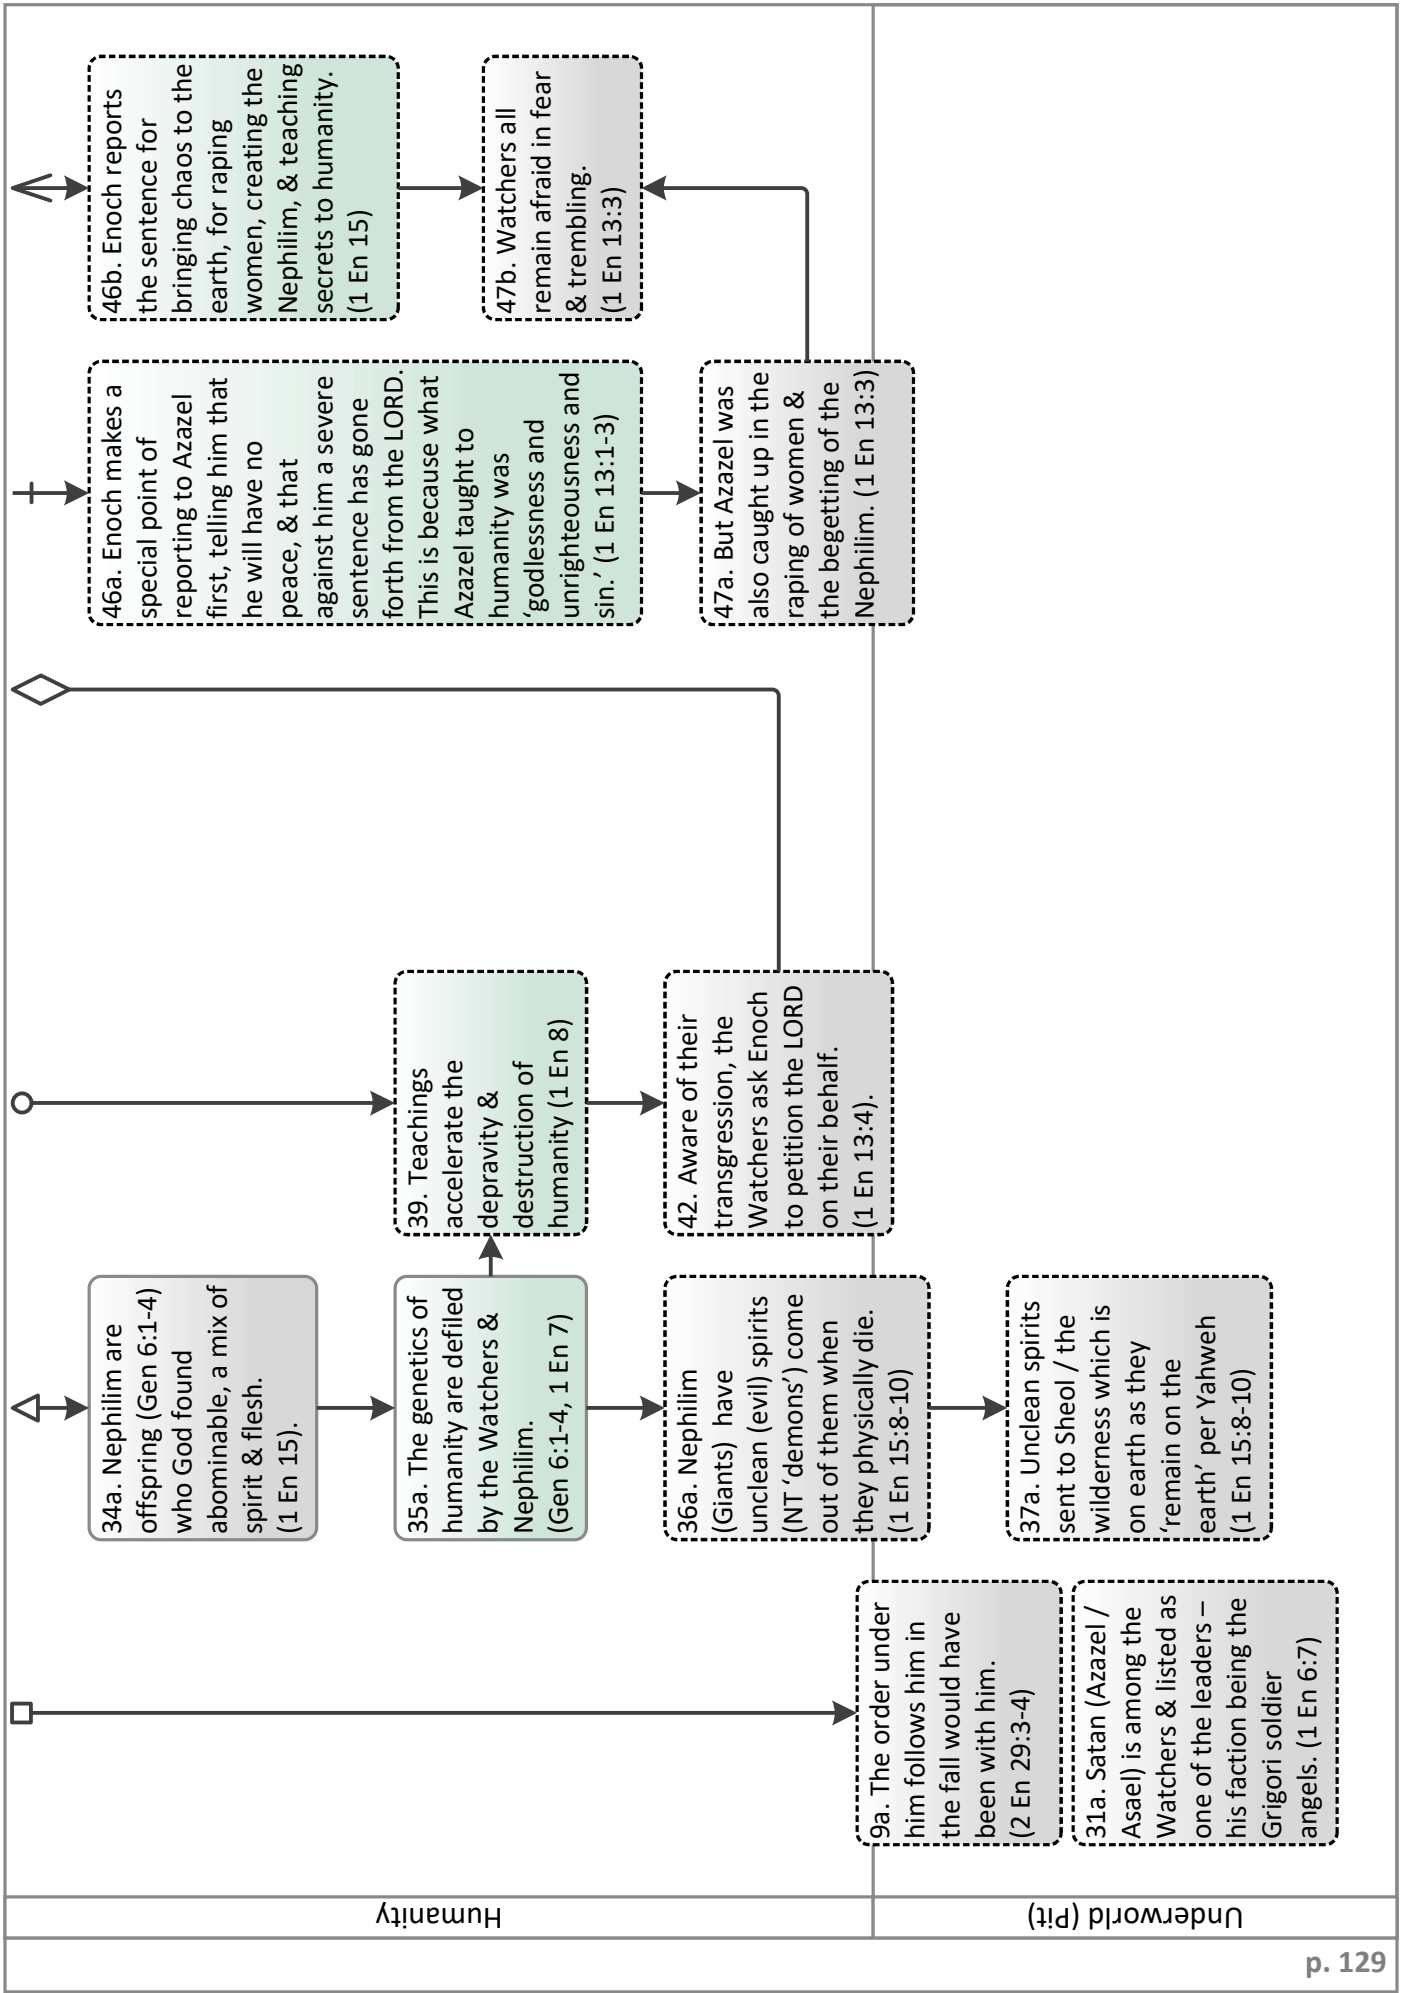 Humanity
Underworld (Pit)
34a. Nephilim are
offspring (Gen 6:1-4)
who God found
abominable, a mix of
spirit & flesh.
(1 En 15).
35a. The genetics of
humanity are defiled
by the Watchers &
Nephilim.
(Gen 6:1-4, 1 En 7)
36a. Nephilim
(Giants)  have
unclean (evil) spirits
(NT ‘demons’) come
out of them when
they physically die.
(1 En 15:8-10)
9a. The order under
him follows him in
the fall would have
been with him.
(2 En 29:3-4)
31a. Satan (Azazel /
Asael) is among the
Watchers & listed as
one of the leaders –
his faction being the
Grigori soldier
angels. (1 En 6:7)
37a. Unclean spirits
sent to Sheol / the
wilderness which is
on earth as they
‘remain on the
earth’ per Yahweh
(1 En 15:8-10)
39. Teachings
accelerate the
depravity &
destruction of
humanity (1 En 8)
42. Aware of their
transgression, the
Watchers ask Enoch
to petition the LORD
on their behalf.
(1 En 13:4).
46a. Enoch makes a
special point of
reporting to Azazel
first, telling him that
he will have no
peace, & that
against him a severe
sentence has gone
forth from the LORD.
This is because what
Azazel taught to
humanity was
‘godlessness and
unrighteousness and
sin.’ (1 En 13:1-3)
47a. But Azazel was
also caught up in the
raping of women &
the begetting of the
Nephilim. (1 En 13:3)
46b. Enoch reports
the sentence for
bringing chaos to the
earth, for raping
women, creating the
Nephilim, & teaching
secrets to humanity.
(1 En 15)
47b. Watchers all
remain afraid in fear
& trembling.
(1 En 13:3)
p. 129